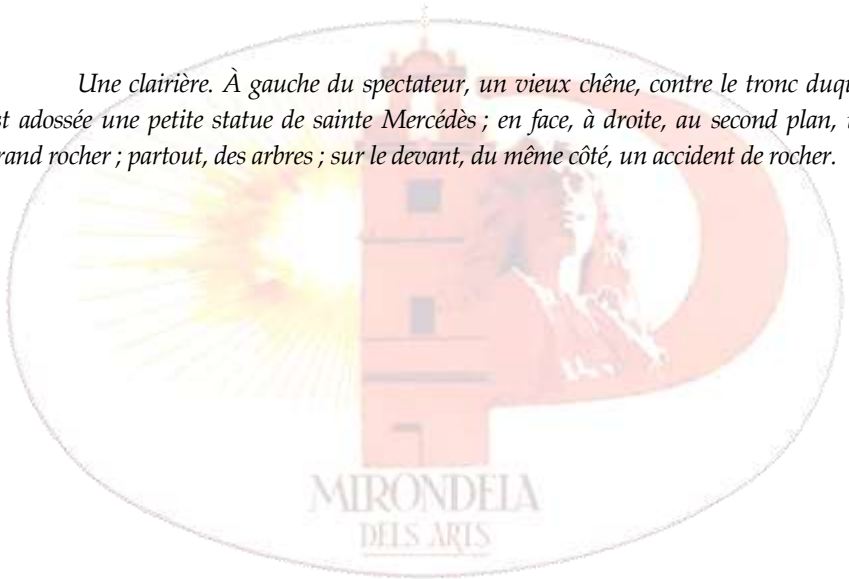 Une clairière. À gauche du spectateur, un vieux chêne, contre le tronc duqu
st adossée une petite statue de sainte Mercédès ; en face, à droite, au second plan,
rand rocher ; partout, des arbres ; sur le devant, du même côté, un accident de rocher.
MIRONDELA
DELS ARTS